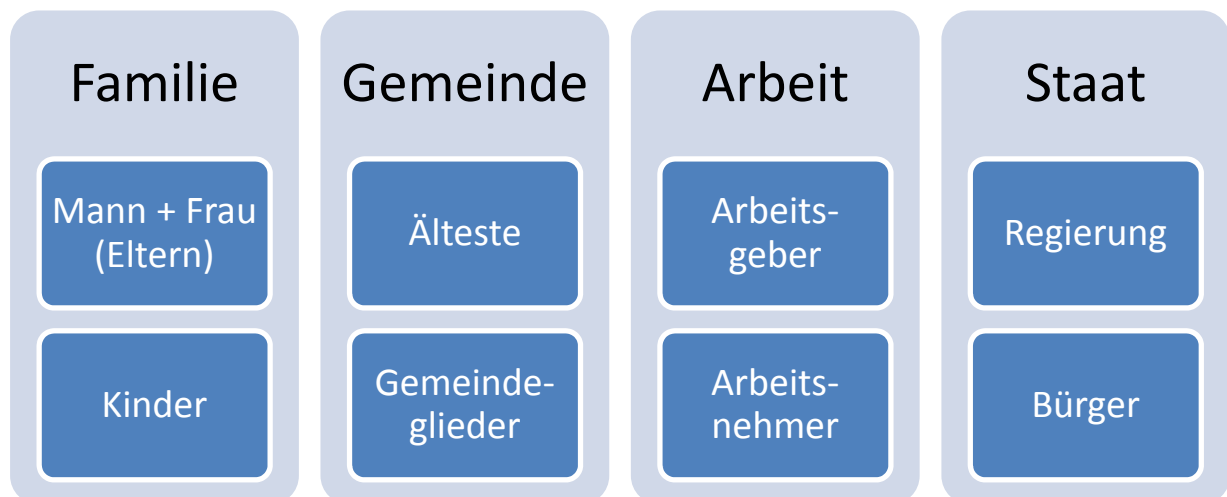 Familie
Mann + Frau
(Eltern)
Kinder
Gemeinde
Älteste
Gemeinde-
glieder
Arbeit
Arbeits-
geber
Arbeits-
nehmer
Staat
Regierung
Bürger